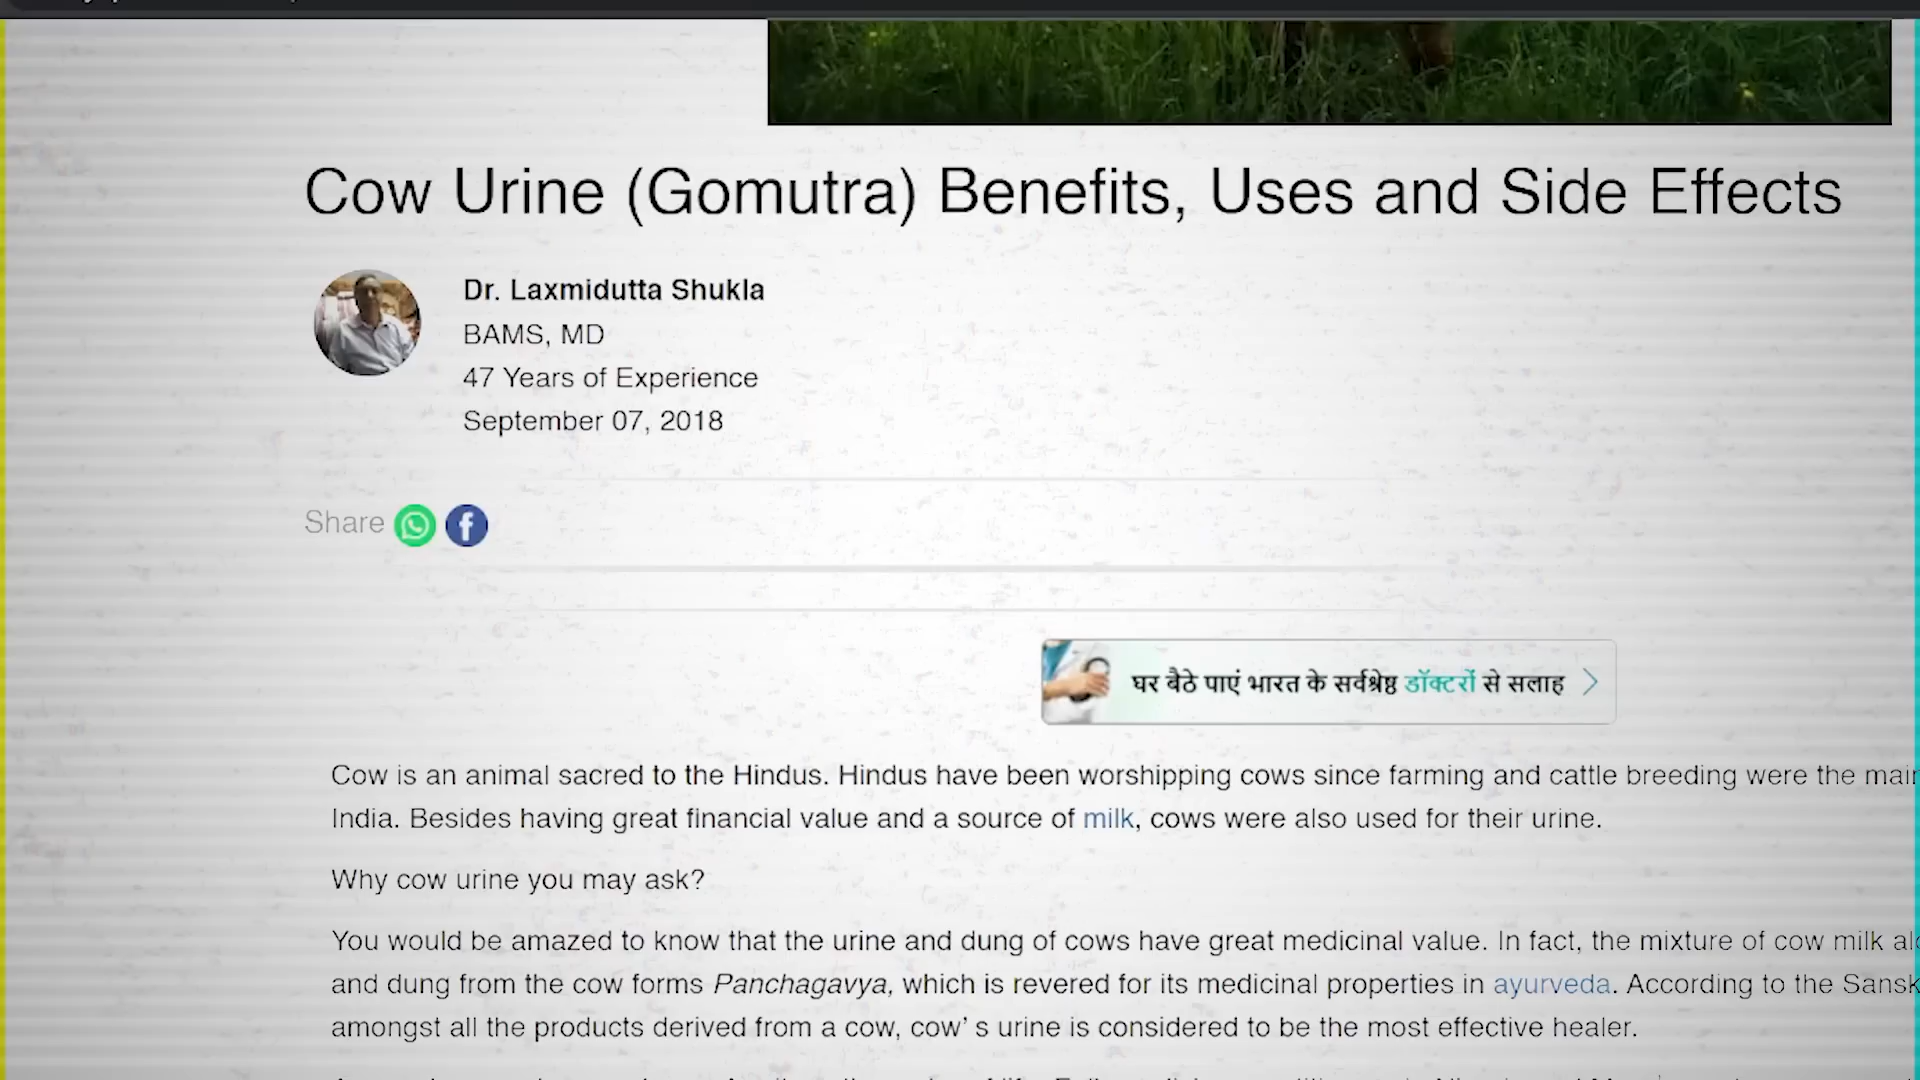 Cow Urine (Gomutra) Benefits, Uses and Side Effects
Dr. Laxmidutta Shukla
BAMS, MD
47 Years of Experience
September 07, 2018
Share
घर बैठे पाएं भारत के सर्वश्रेष्ठ डॉक्टरों से सलाह
Cow is an animal sacred to the Hindus. Hindus have been worshipping cows since farming and cattle breeding were the
India. Besides having great financial value and a source of milk, cows were also used for their urine.
Why cow urine you may ask?
You would be amazed to know that the urine and dung of cows have great medicinal value. In fact, the mixture of cow milk
and dung from the cow forms Panchagavya, which is revered for its medicinal properties in ayurveda. According to the
amongst all the products derived from a cow, cow's urine is considered to be the most effective healer.